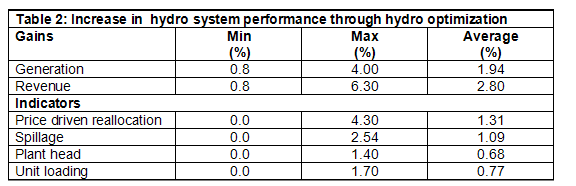 Table 2: Increase in hydro system performance through hydro optimization
Gains Min Max Average
(%) (%) (%)
Generation 0.8 4.00 1.94
Revenue 0.8 6.30 2.80
Indicators
Price driven reallocation 0.0 4.30 1.31
Spillage 0.0 2.54 1.09
Plant head 0.0 1.40 0.68
Unit loading 0.0 1.70 0.77